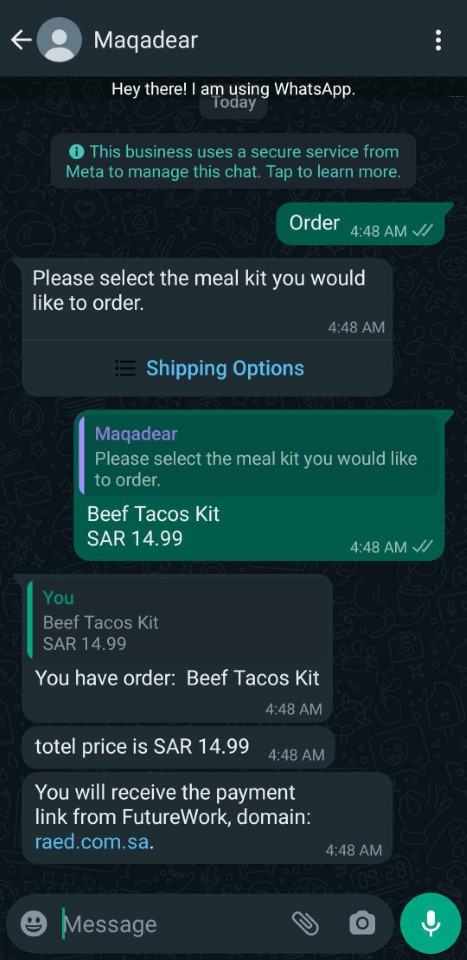 Maqadear
Hey there! I am using WhatsApp.
Today
This business uses a secure service from
Meta to manage this chat. Tap to learn more.
Order 4:48 AM
Please select the meal kit you would
like to order.
4:48 AM
Shipping Options
Maqadear
Please select the meal kit you would like
to order.
Beef Tacos Kit
SAR 14.99
4:48 AM
You
Beef Tacos Kit
SAR 14.99
You have order: Beef Tacos Kit
4:48 AM
totel price is SAR 14.99 4:48 AM
You will receive the payment
link from FutureWork, domain:
raed.com.sa.
4:48 AM
Message